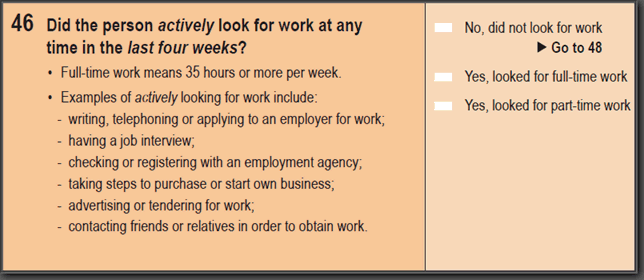 46 Did the person actively look for work at any
time in the last four weeks?
• Full-time work means 35 hours or more per week.
• Examples of actively looking for work include:
- writing, telephoning or applying to an employer for work;
- having a job interview;
- checking or registering with an employment agency;
- taking steps to purchase or start own business;
- advertising or tendering for work;
- contacting friends or relatives in order to obtain work.
No, did not look for work
▶ Go to 48
Yes, looked for full-time work
Yes, looked for part-time work